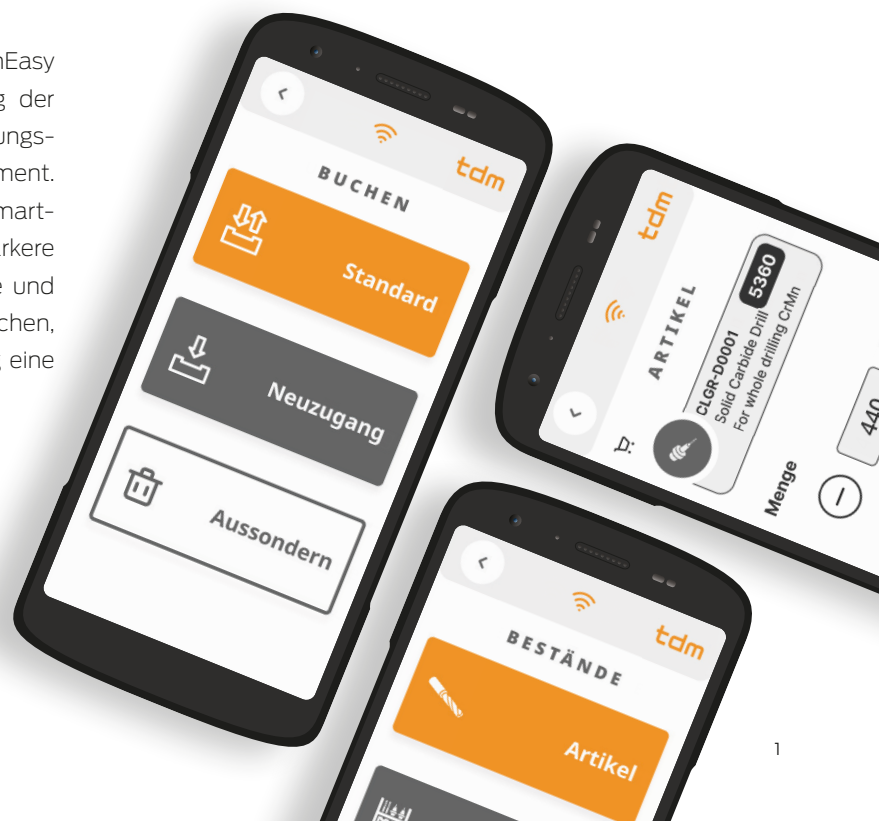 nEasy
g der
ungs-
ment.
mart-
rkere
e und
chen,
g eine
tdm
BUCHEN
Standard
Neuzugang
Aussondern
tdm
ARTIKEL
CLGR-D0001
5360
Solid Carbide Drill
For whole drilling CrMn
Menge
440
tdm
BESTÄNDE
Artikel
1